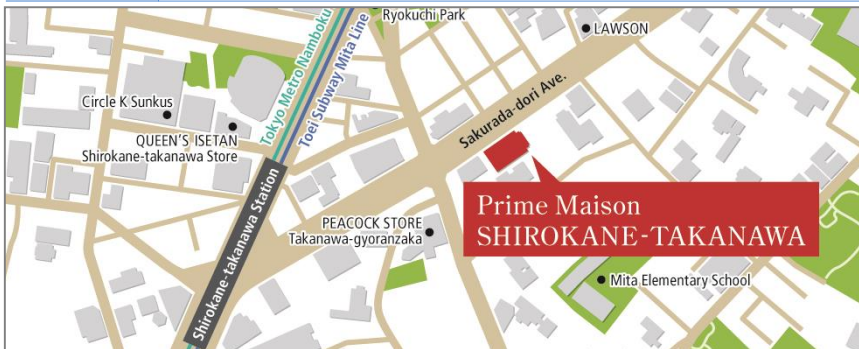 Ryokuchi Park
LAWSON
Tokyo Metro Namboku
Toei Subway Mita Line
Circle K Sunkus
Sakurada-dori Ave.
QUEEN'S ISETAN
Shirokane-takanawa Store
Shirokane-takanawa Station
Prime Maison
SHIROKANE-TAKANAWA
PEACOCK STORE
Takanawa-gyoranzaka
Mita Elementary School